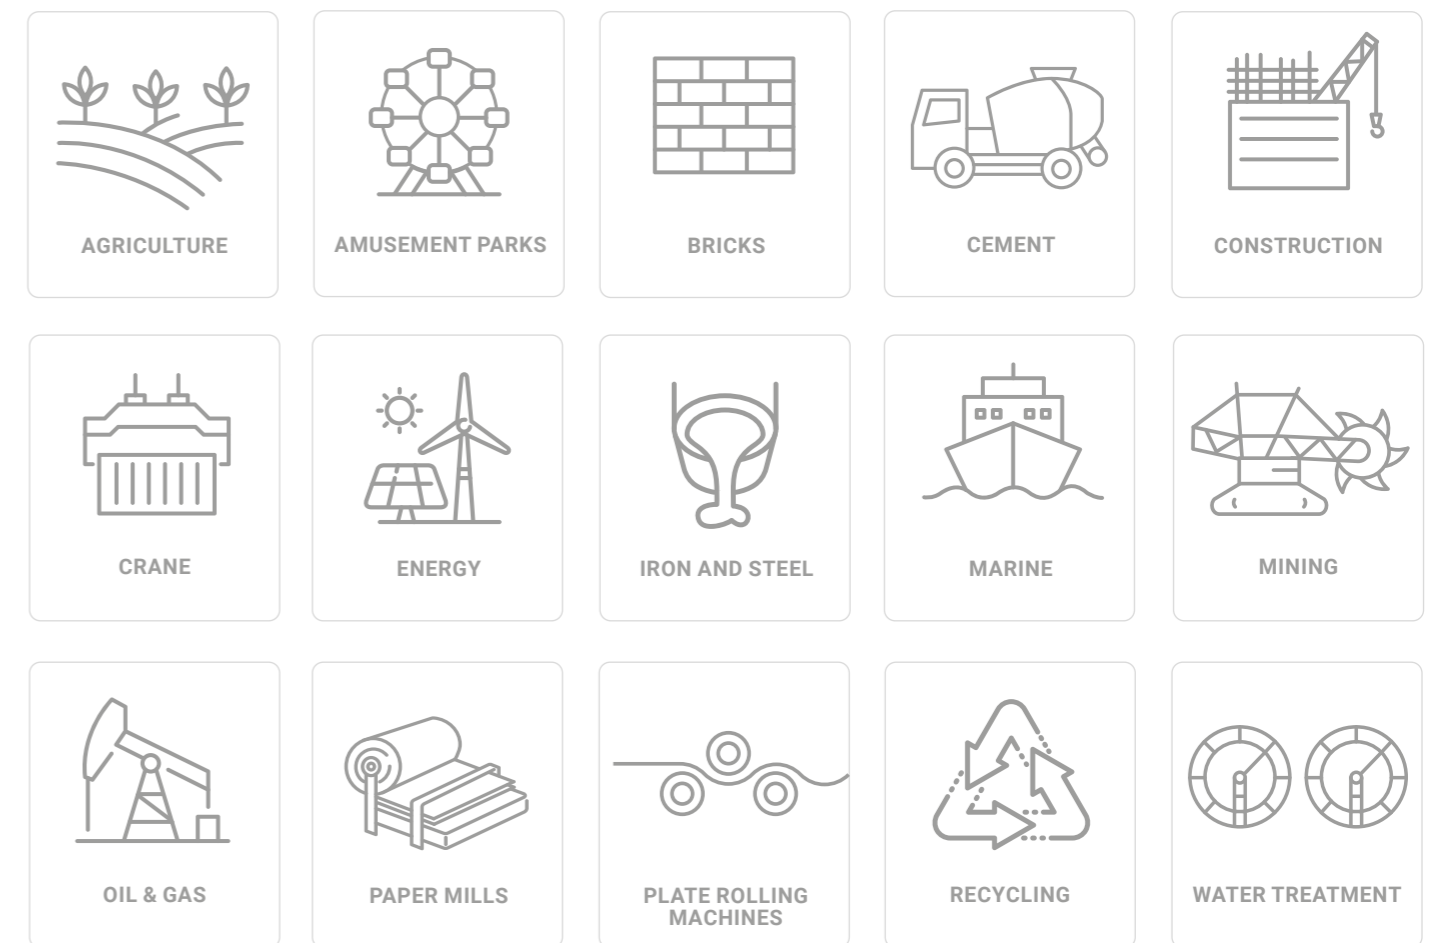 AGRICULTURE
AMUSEMENT PARKS
BRICKS
CEMENT
CONSTRUCTION
CRANE
ENERGY
IRON AND STEEL
MARINE
MINING
OIL & GAS
PAPER MILLS
PLATE ROLLING
MACHINES
RECYCLING
WATER TREATMENT